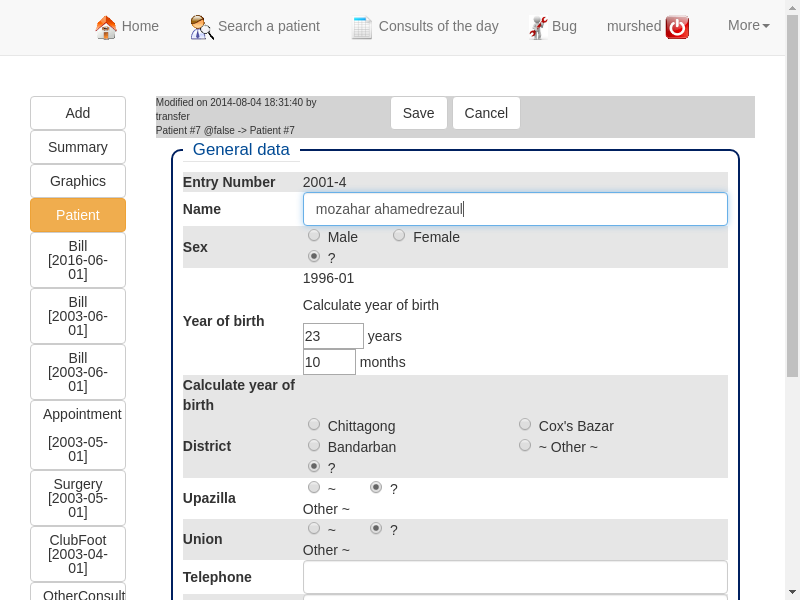 Home Search a patient Consults of the day Bug murshed More
Add
Summary
Graphics
Patient
Bill
[2016-06-
01]
Bill
[2003-06-
01]
Bill
[2003-06-
01]
Appointment
[2003-05-
01]
Surgery
[2003-05-
01]
ClubFoot
[2003-04-
01]
OtherConsult
Modified on 2014-08-04 18:31:40 by
transfer
Patient #7 @false -> Patient #7
Save Cancel
General data
Entry Number 2001-4
Name mozahar ahamedrezaul
Sex
Male Female
?
Year of birth
1996-01
Calculate year of birth
23 years
10 months
Calculate year of
birth
District
Chittagong Cox's Bazar
Bandarban ~ Other ~
?
Upazilla
~ ?
Other ~
Union
~ ?
Other ~
Telephone